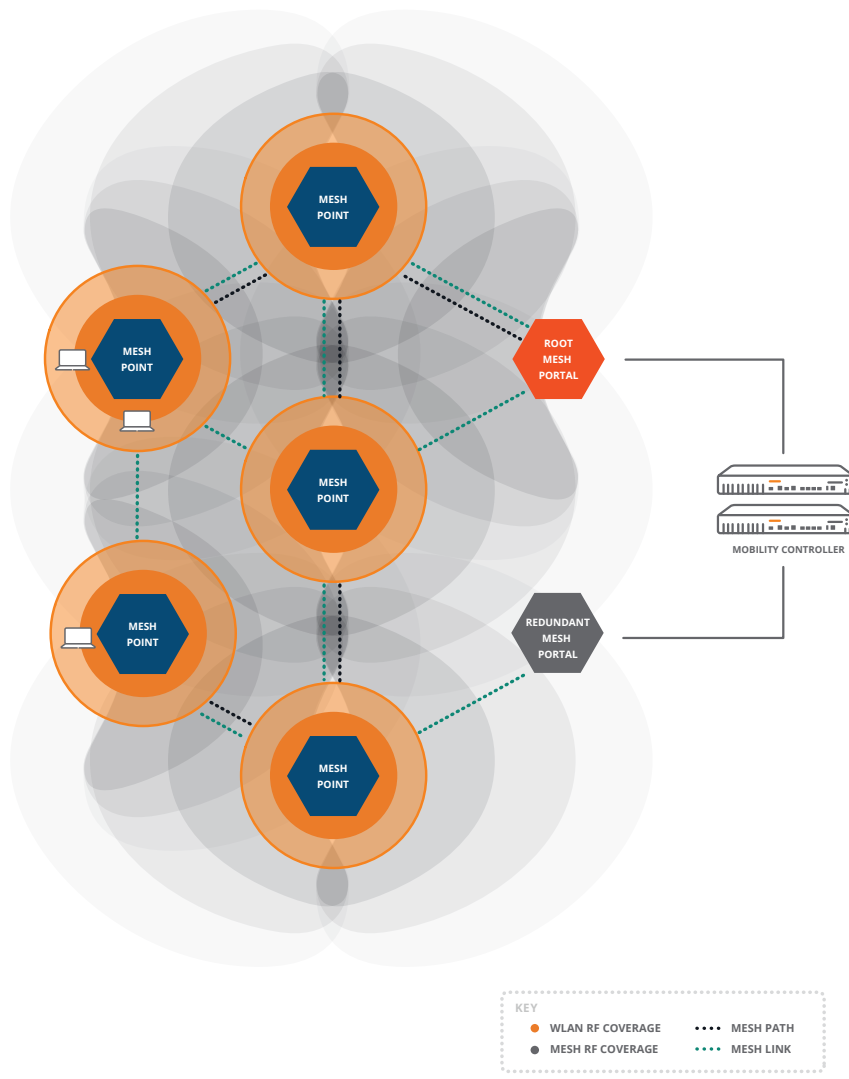 MESH
POINT
MESH
POINT
ROOT
MESH
PORTAL
MESH
POINT
MOBILITY CONTROLLER
MESH
POINT
REDUNDANT
MESH
PORTAL
MESH
POINT
KEY
WLAN RF COVERAGE
MESH PATH
MESH RF COVERAGE
MESH LINK